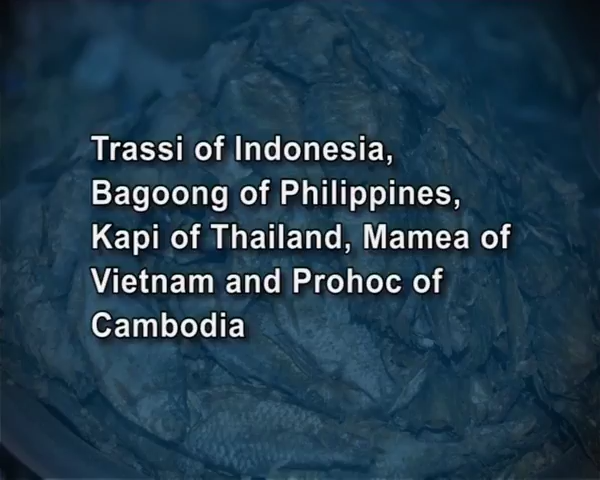 Trassi of Indonesia,
Bagoong of Philippines,
Kapi of Thailand, Mamea of
Vietnam and Prohoc of
Cambodia